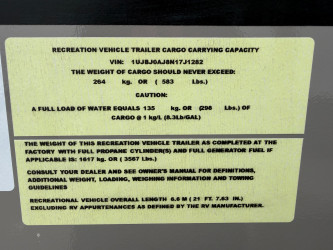 RECREATION VEHICLE TRAILER CARGO CARRYING CAPACITY
VIN: 1UJBJ0AJ8H17J1282
THE WEIGHT OF CARGO SHOULD NEVER EXCEED:
264 kg. OR ( 583 Lbs.)
CAUTION:
A FULL LOAD OF WATER EQUALS 135 kg. OR (298 Lbs.) OF
CARGO @ 1 kg/L (8.3Lb/GAL)
THE WEIGHT OF THIS RECREATION VEHICLE TRAILER AS COMPLETED AT THE
FACTORY WITH FULL PROPANE CYLINDER(S) AND FULL GENERATOR FUEL IF
APPLICABLE IS: 1617 KG. OR ( 3567 Lbs.)
CONSULT YOUR DEALER AND SEE OWNER'S MANUAL FOR DEFINITIONS,
ADDITIONAL WEIGHT, LOADING, WEIGHING INFORMATION AND TOWING
GUIDELINES
RECREATIONAL VEHICLE OVERALL LENGTH 6.6 M ( 21 FT. 7.63 IN.)
EXCLUDING RV APPURTENANCES AS DEFINED BY THE RV MANUFACTURER.